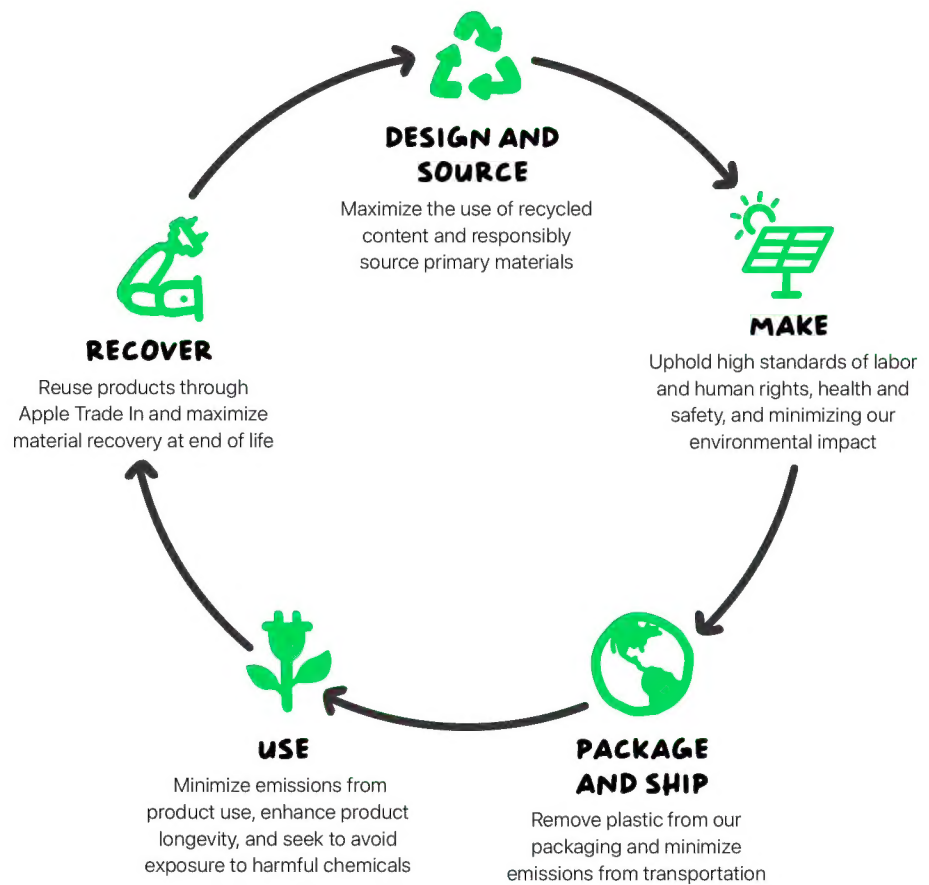 DESIGN AND
SOURCE
Maximize the use of recycled
content and responsibly
source primary materials
MAKE
Uphold high standards of labor
and human rights, health and
safety, and minimizing our
environmental impact
PACKAGE
AND SHIP
Remove plastic from our
packaging and minimize
emissions from transportation
USE
Minimize emissions from
product use, enhance product
longevity, and seek to avoid
exposure to harmful chemicals
RECOVER
Reuse products through
Apple Trade In and maximize
material recovery at end of life